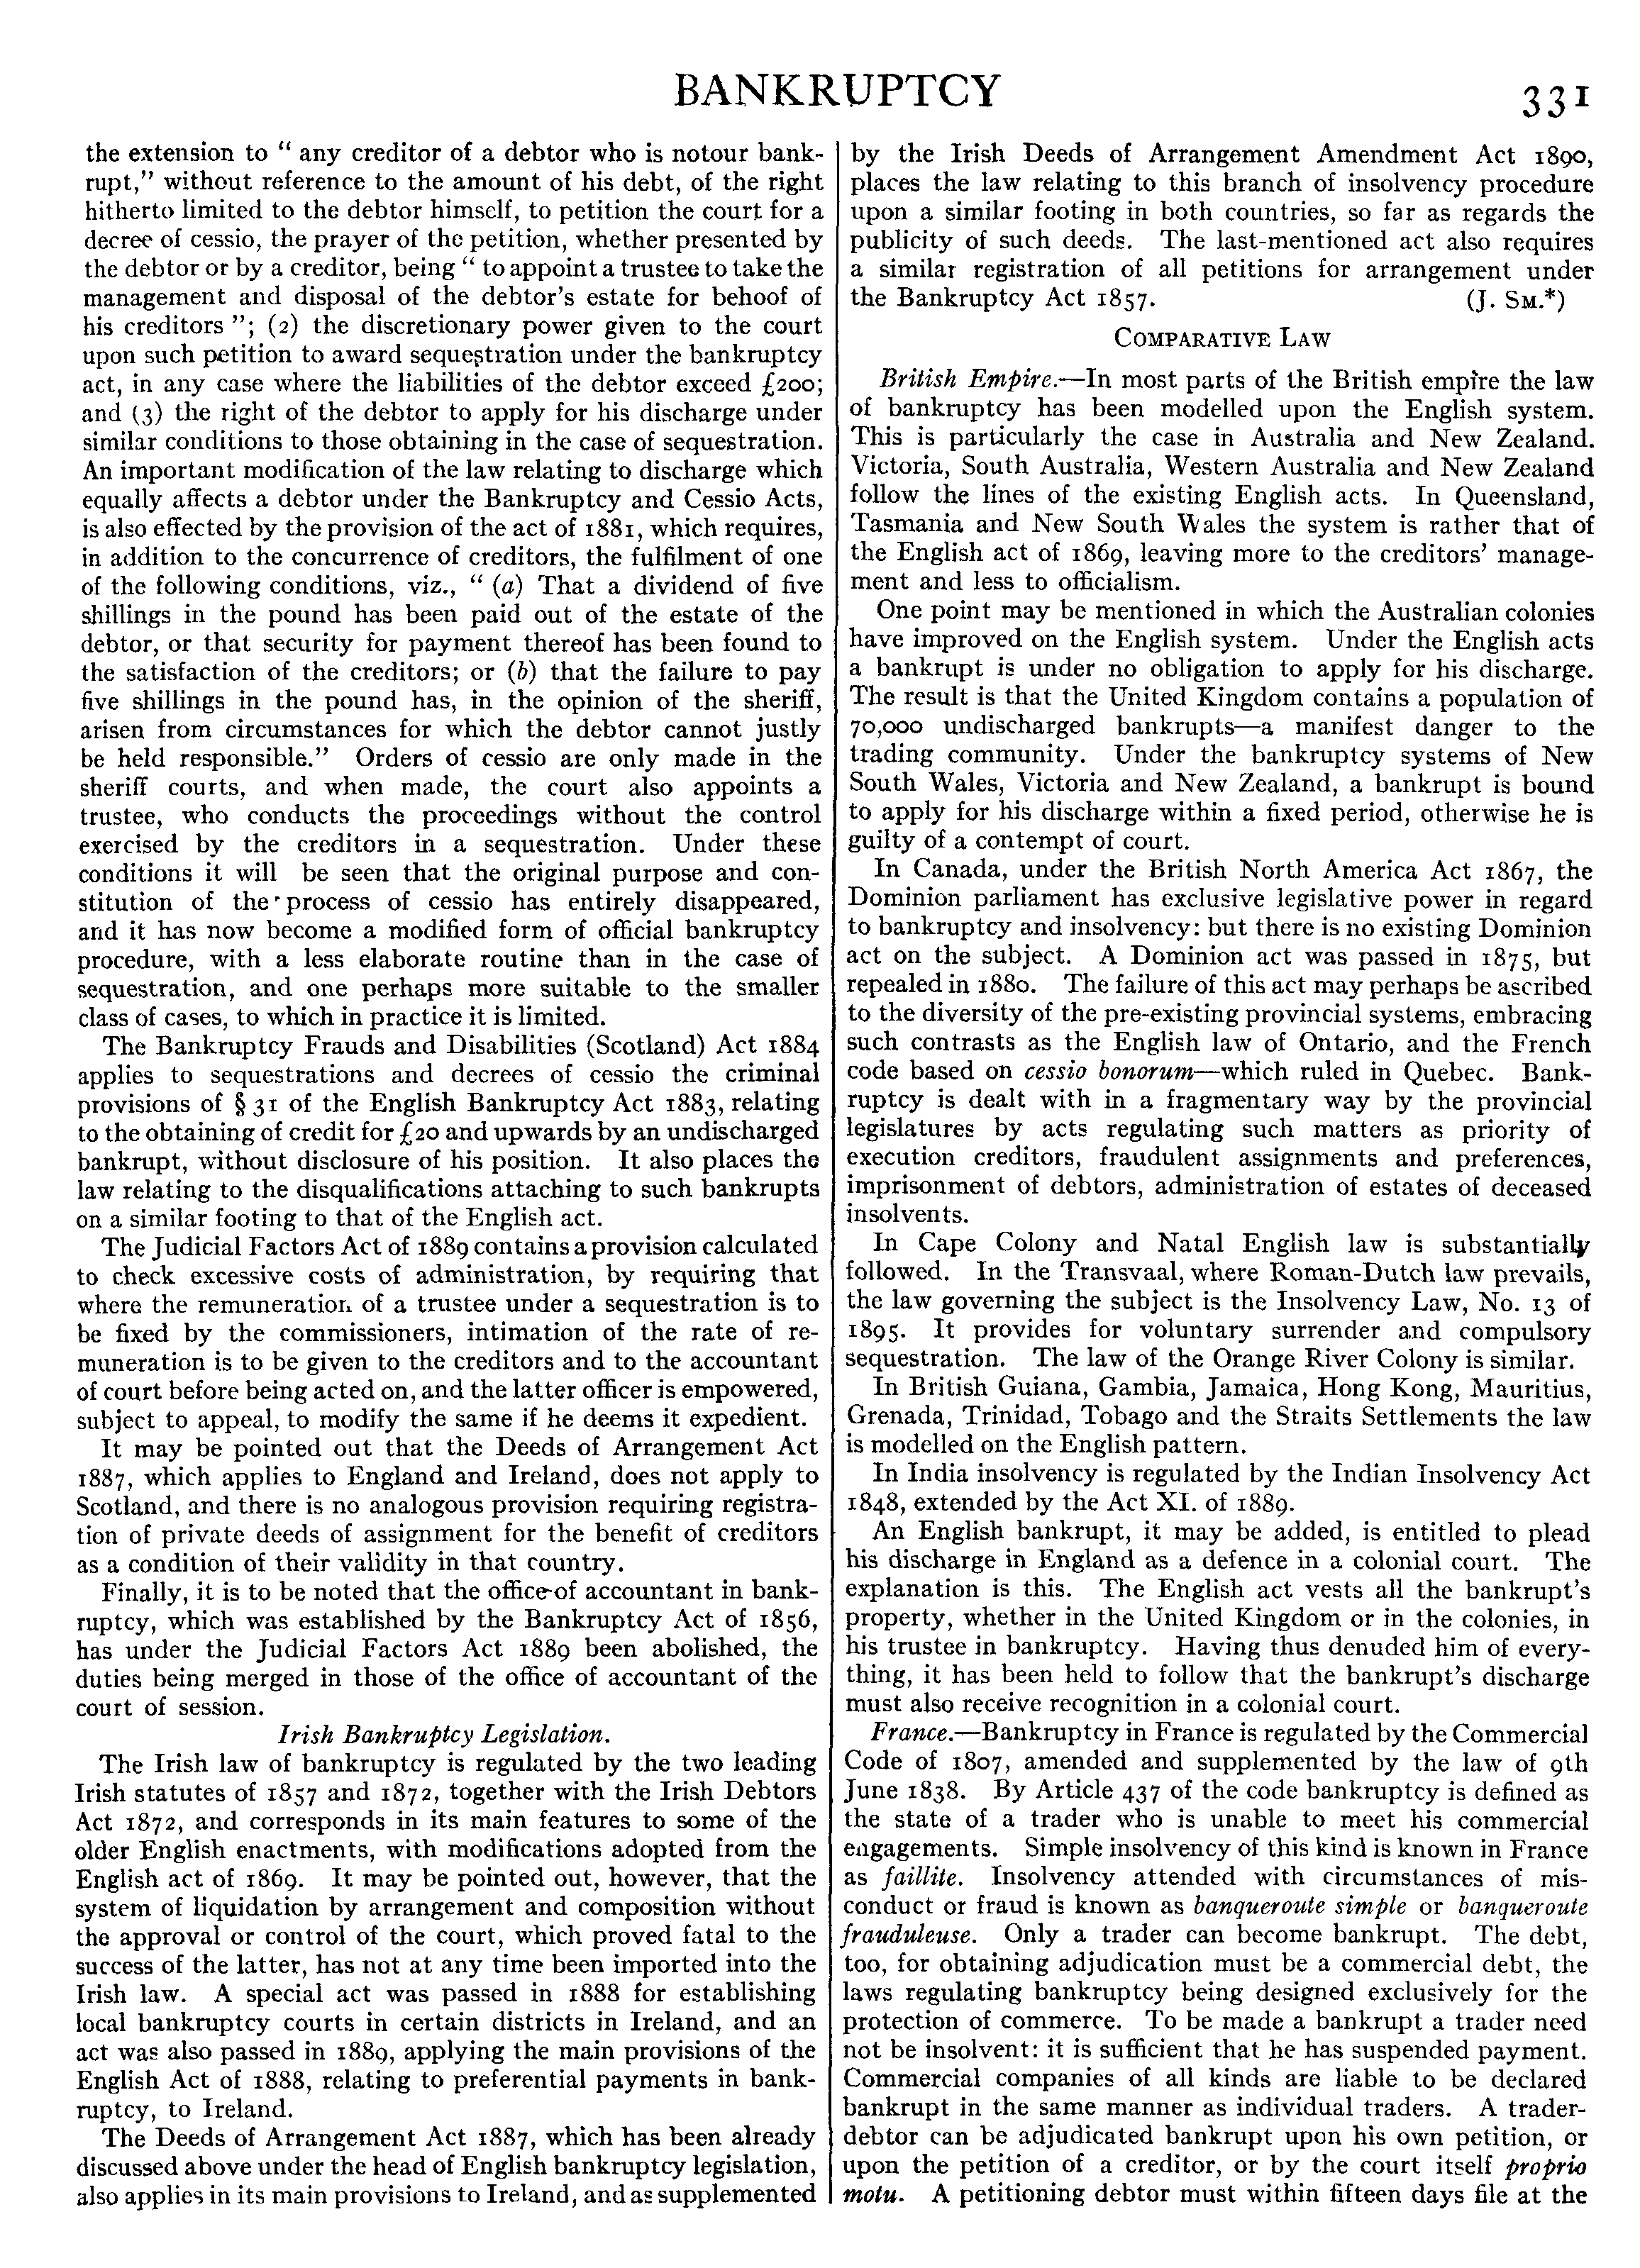 BANKRUPTCY
331
the extension to “ any creditor of a debtor who is notour bank-
rupt,” without reference to the amount of his debt, of the right
hitherto limited to the debtor himself, to petition the court for a
decree of cessio, the prayer of the petition, whether presented by
the debtor or by a creditor, being “ to appoint a trustee to take the
management and disposal of the debtor’s estate for behoof of
his creditors ”; (2) the discretionary power given to the court
upon such petition to award sequestration under the bankruptcy
act, in any case where the liabilities of the debtor exceed £200;
and (3) the right of the debtor to apply for his discharge under
similar conditions to those obtaining in the case of sequestration.
An important modification of the law relating to discharge which
equally affects a debtor under the Bankruptcy and Cessio Acts,
is also effected by the provision of the act of 1881, which requires,
in addition to the concurrence of creditors, the fulfilment of one
of the following conditions, viz., “ (a) That a dividend of five
shillings in the pound has been paid out of the estate of the
debtor, or that security for payment thereof has been found to
the satisfaction of the creditors; or (b) that the failure to pay
five shillings in the pound has, in the opinion of the sheriff,
arisen from circumstances for which the debtor cannot justly
be held responsible.” Orders of cessio are only made in the
sheriff courts, and when made, the court also appoints a
trustee, who conducts the proceedings without the control
exercised by the creditors in a sequestration. Under these
conditions it will be seen that the original purpose and con-
stitution of the process of cessio has entirely disappeared,
and it has now become a modified form of official bankruptcy
procedure, with a less elaborate routine than in the case of
sequestration, and one perhaps more suitable to the smaller
class of cases, to which in practice it is limited.
The Bankruptcy Frauds and Disabilities (Scotland) Act 1884
applies to sequestrations and decrees of cessio the criminal
provisions of § 31 of the English Bankruptcy Act 1883, relating
to the obtaining of credit for £20 and upwards by an undischarged
bankrupt, without disclosure of his position. It also places the
law relating to the disqualifications attaching to such bankrupts
on a similar footing to that of the English act.
The Judicial Factors Act of 1889 contains a provision calculated
to check excessive costs of administration, by requiring that
where the remuneration of a trustee under a sequestration is to
be fixed by the commissioners, intimation of the rate of re-
muneration is to be given to the creditors and to the accountant
of court before being acted on, and the latter officer is empowered,
subject to appeal, to modify the same if he deems it expedient.
It may be pointed out that the Deeds of Arrangement Act
1887, which applies to England and Ireland, does not apply to
Scotland, and there is no analogous provision requiring registra-
tion of private deeds of assignment for the benefit of creditors
as a condition of their validity in that country.
Finally, it is to be noted that the office of accountant in bank-
ruptcy, which was established by the Bankruptcy Act of 1856,
has under the Judicial Factors Act 1889 been abolished, the
duties being merged in those of the office of accountant of the
court of session.
Irish Bankruptcy Legislation.
The Irish law of bankruptcy is regulated by the two leading
Irish statutes of 1857 and 1872, together with the Irish Debtors
Act 1872, and corresponds in its main features to some of the
older English enactments, with modifications adopted from the
English act of 1869. It may be pointed out, however, that the
system of liquidation by arrangement and composition without
the approval or control of the court, which proved fatal to the
success of the latter, has not at any time been imported into the
Irish law. A special act was passed in 1888 for establishing
local bankruptcy courts in certain districts in Ireland, and an
act was also passed in 1889, applying the main provisions of the
English Act of 1888, relating to preferential payments in bank-
ruptcy, to Ireland.
The Deeds of Arrangement Act 1887, which has been already
discussed above under the head of English bankruptcy legislation,
also applies in its main provisions to Ireland, and as supplemented
by the Irish Deeds of Arrangement Amendment Act 1890,
places the law relating to this branch of insolvency procedure
upon a similar footing in both countries, so far as regards the
publicity of such deeds. The last-mentioned act also requires
a similar registration of all petitions for arrangement under
the Bankruptcy Act 1857. (J. SM.*)
COMPARATIVE LAW
British Empire.—In most parts of the British empire the law
of bankruptcy has been modelled upon the English system.
This is particularly the case in Australia and New Zealand.
Victoria, South Australia, Western Australia and New Zealand
follow the lines of the existing English acts. In Queensland,
Tasmania and New South Wales the system is rather that of
the English act of 1869, leaving more to the creditors’ manage-
ment and less to officialism.
One point may be mentioned in which the Australian colonies
have improved on the English system. Under the English acts
a bankrupt is under no obligation to apply for his discharge.
The result is that the United Kingdom contains a population of
70,000 undischarged bankrupts—a manifest danger to the
trading community. Under the bankruptcy systems of New
South Wales, Victoria and New Zealand, a bankrupt is bound
to apply for his discharge within a fixed period, otherwise he is
guilty of a contempt of court.
In Canada, under the British North America Act 1867, the
Dominion parliament has exclusive legislative power in regard
to bankruptcy and insolvency: but there is no existing Dominion
act on the subject. A Dominion act was passed in 1875, but
repealed in 1880. The failure of this act may perhaps be ascribed
to the diversity of the pre-existing provincial systems, embracing
such contrasts as the English law of Ontario, and the French
code based on cessio bonorum—which ruled in Quebec. Bank-
ruptcy is dealt with in a fragmentary way by the provincial
legislatures by acts regulating such matters as priority of
execution creditors, fraudulent assignments and preferences,
imprisonment of debtors, administration of estates of deceased
insolvents.
In Cape Colony and Natal English law is substantially
followed. In the Transvaal, where Roman-Dutch law prevails,
the law governing the subject is the Insolvency Law, No. 13 of
1895. It provides for voluntary surrender and compulsory
sequestration. The law of the Orange River Colony is similar.
In British Guiana, Gambia, Jamaica, Hong Kong, Mauritius,
Grenada, Trinidad, Tobago and the Straits Settlements the law
is modelled on the English pattern.
In India insolvency is regulated by the Indian Insolvency Act
1848, extended by the Act XI. of 1889.
An English bankrupt, it may be added, is entitled to plead
his discharge in England as a defence in a colonial court. The
explanation is this. The English act vests all the bankrupt’s
property, whether in the United Kingdom or in the colonies, in
his trustee in bankruptcy. Having thus denuded him of every-
thing, it has been held to follow that the bankrupt’s discharge
must also receive recognition in a colonial court.
France.—Bankruptcy in France is regulated by the Commercial
Code of 1807, amended and supplemented by the law of 9th
June 1838. By Article 437 of the code bankruptcy is defined as
the state of a trader who is unable to meet his commercial
engagements. Simple insolvency of this kind is known in France
as faillite. Insolvency attended with circumstances of mis-
conduct or fraud is known as banqueroute simple or banqueroute
frauduleuse. Only a trader can become bankrupt. The debt,
too, for obtaining adjudication must be a commercial debt, the
laws regulating bankruptcy being designed exclusively for the
protection of commerce. To be made a bankrupt a trader need
not be insolvent: it is sufficient that he has suspended payment.
Commercial companies of all kinds are liable to be declared
bankrupt in the same manner as individual traders. A trader-
debtor can be adjudicated bankrupt upon his own petition, or
upon the petition of a creditor, or by the court itself proprio
motu. A petitioning debtor must within fifteen days file at the